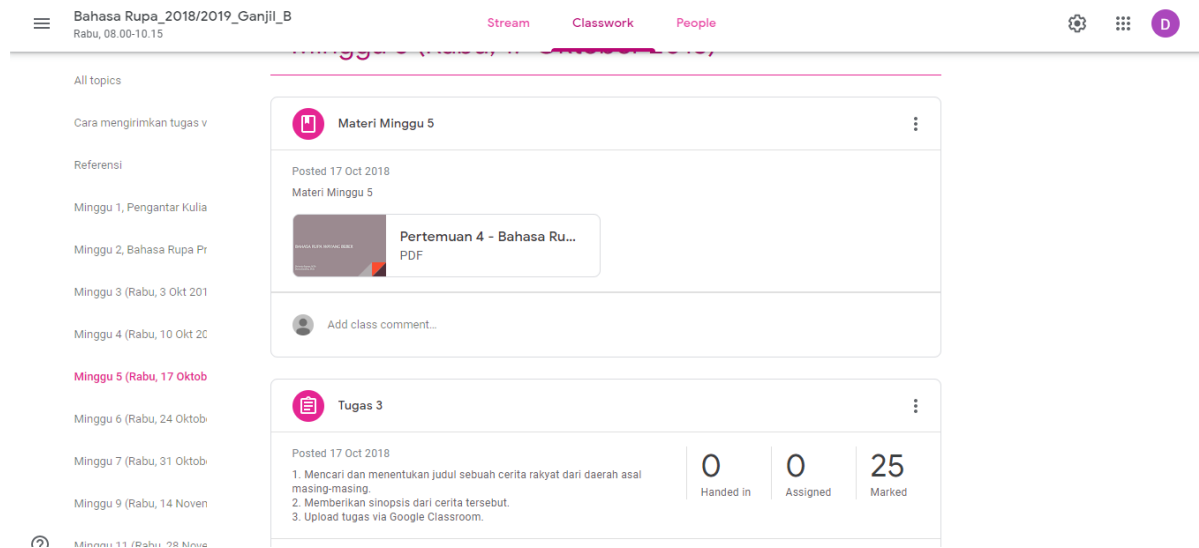 Bahasa Rupa_2018/2019_Ganjil_B
Rabu, 08.00-10.15
Stream
Classwork
People
D
All topics
Cara mengirimkan tugas v
Referensi
Minggu 1, Pengantar Kulia
Minggu 2, Bahasa Rupa Pr
Minggu 3 (Rabu, 3 Okt 201
Minggu 4 (Rabu, 10 Okt 20
Minggu 5 (Rabu, 17 Oktob
Minggu 6 (Rabu, 24 Oktob
Minggu 7 (Rabu, 31 Oktob
Minggu 9 (Rabu, 14 Noven
Minggu 11 (Rabu, 28 Nove
Minggu 5 (Rabu, 17 Oktober 2018)
Materi Minggu 5
Posted 17 Oct 2018
Materi Minggu 5
Pertemuan 4 - Bahasa Ru...
PDF
Add class comment...
Tugas 3
Posted 17 Oct 2018
1. Mencari dan menentukan judul sebuah cerita rakyat dari daerah asal
masing-masing.
2. Memberikan sinopsis dari cerita tersebut.
3. Upload tugas via Google Classroom.
0
Handed in
0
Assigned
25
Marked